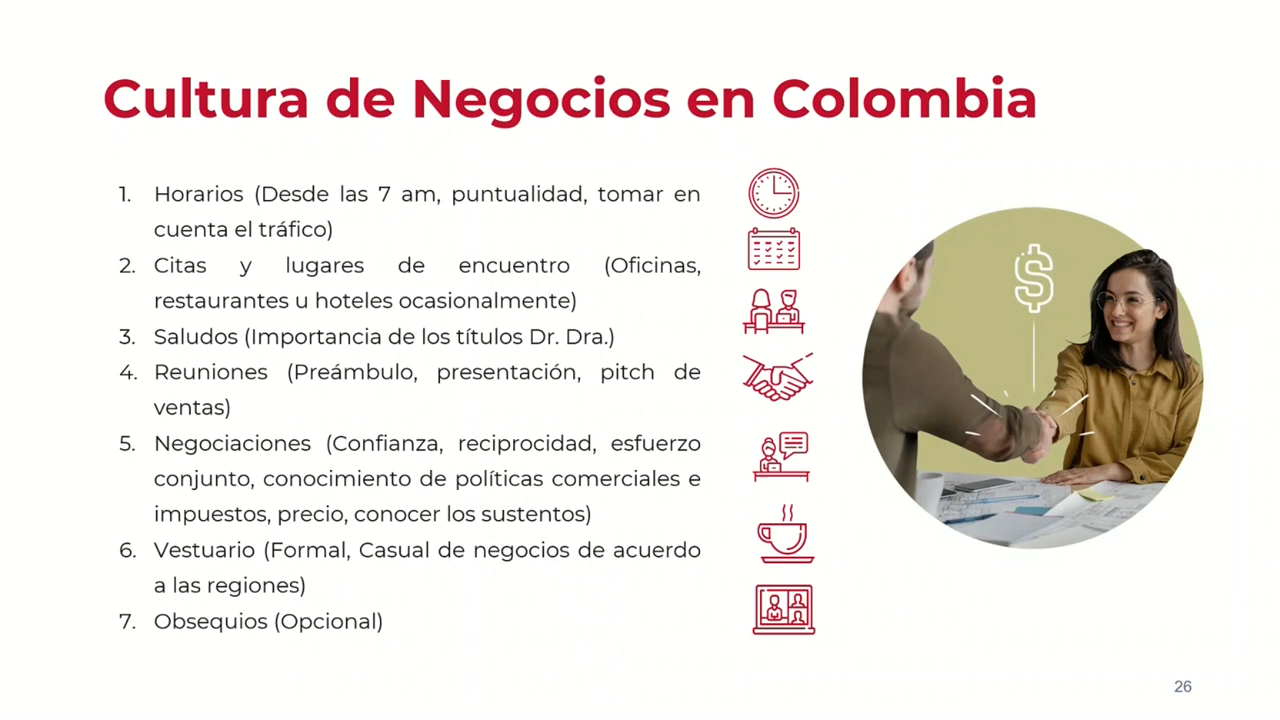 Cultura de Negocios en Colombia
1. Horarios (Desde las 7 am, puntualidad, tomar en
cuenta el tráfico)
2. Citas y lugares de encuentro (Oficinas,
restaurantes u hoteles ocasionalmente)
3. Saludos (Importancia de los títulos Dr. Dra.)
4. Reuniones (Preámbulo, presentación, pitch de
ventas)
5. Negociaciones (Confianza, reciprocidad, esfuerzo
conjunto, conocimiento de políticas comerciales e
impuestos, precio, conocer los sustentos)
6. Vestuario (Formal, Casual de negocios de acuerdo
a las regiones)
7. Obsequios (Opcional)
$
26